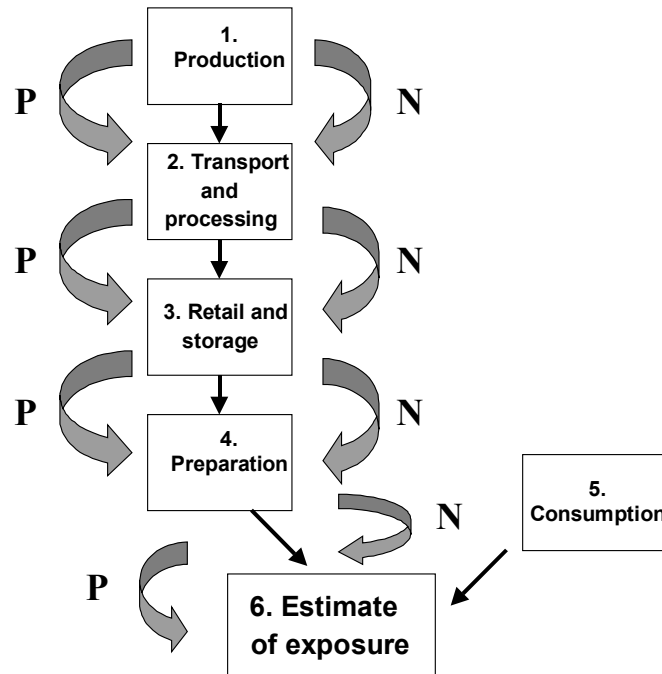 1.
Production
P
N
2. Transport
and
processing
P
N
3. Retail and
storage
P
N
4.
Preparation
5.
Consumption
N
P
6. Estimate
of exposure